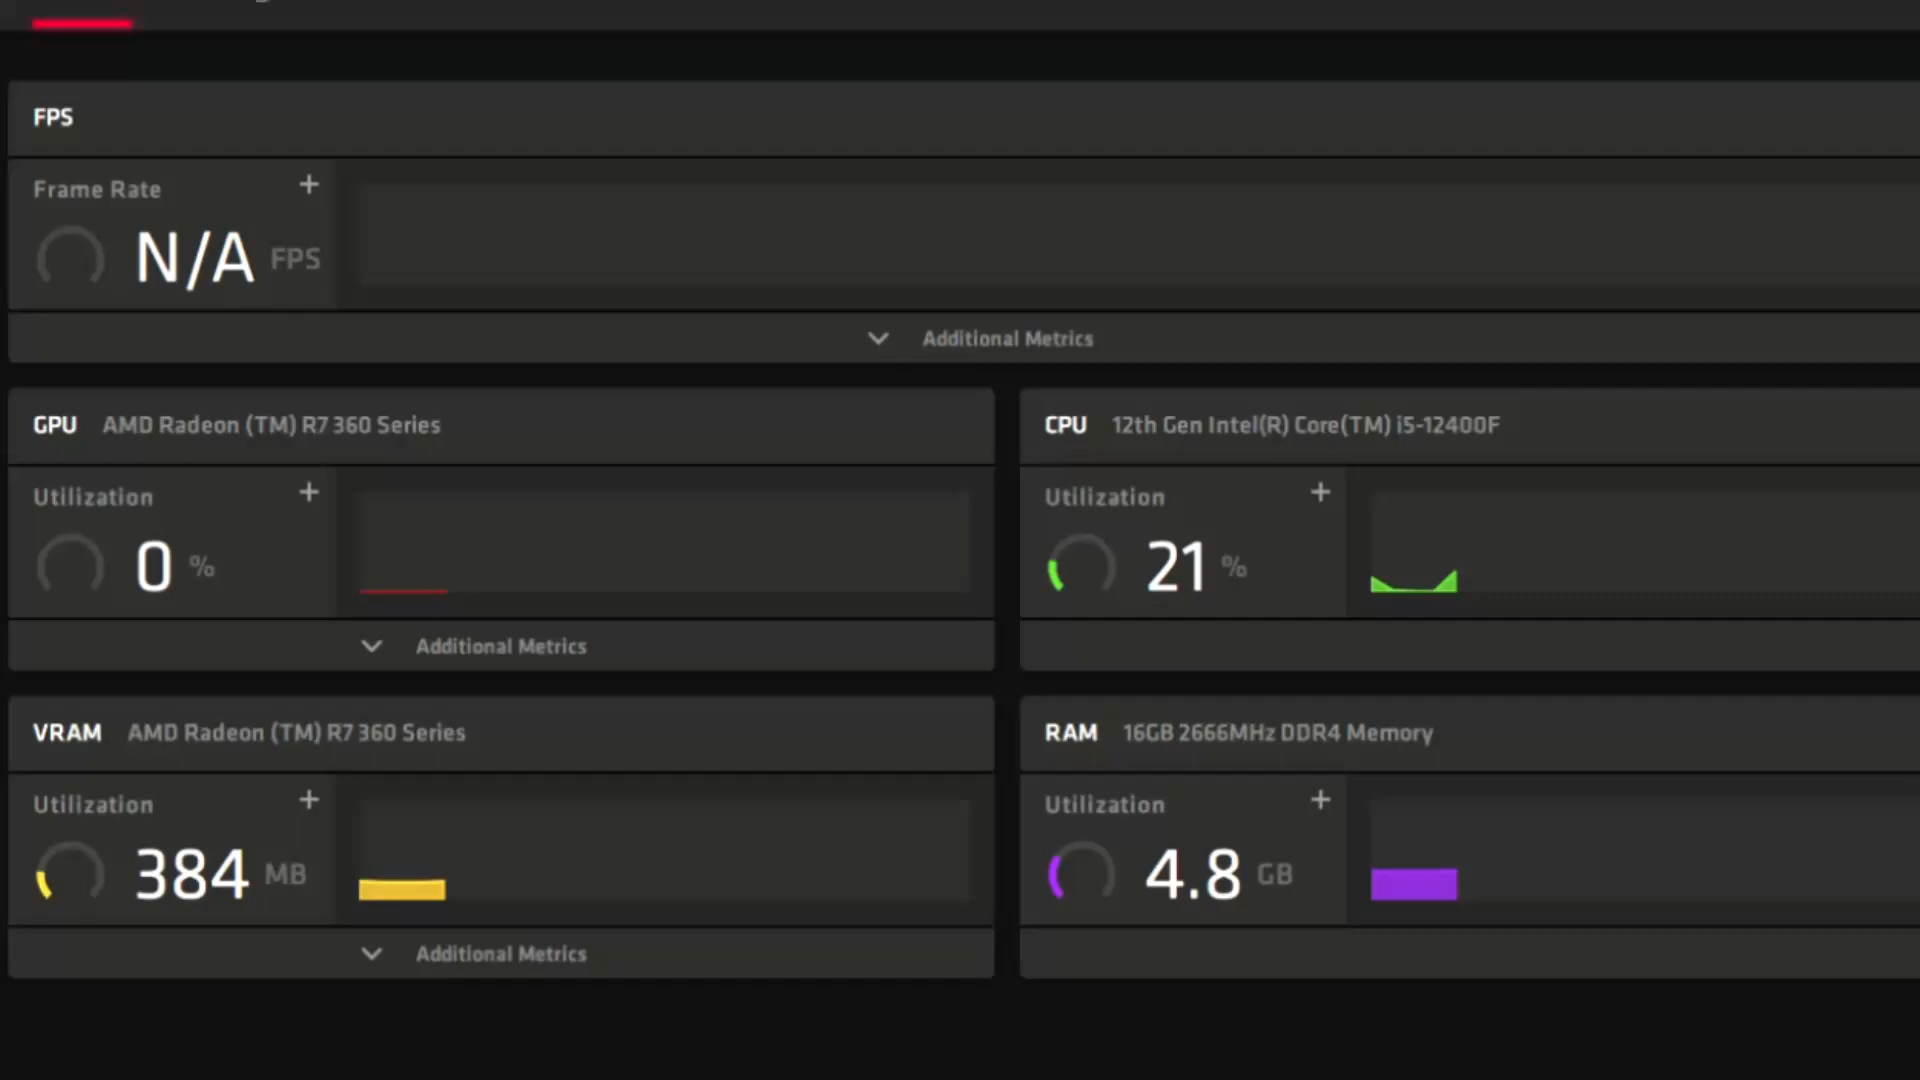 FPS
Frame Rate +
N/A FPS
Additional Metrics
GPU AMD Radeon (TM) R7 360 Series
Utilization +
0 %
Additional Metrics
CPU 12th Gen Intel(R) Core(TM) i5-12400F
Utilization +
21 %
VRAM AMD Radeon (TM) R7 360 Series
Utilization +
384 MB
Additional Metrics
RAM 16GB 2666MHz DDR4 Memory
Utilization +
4.8 GB